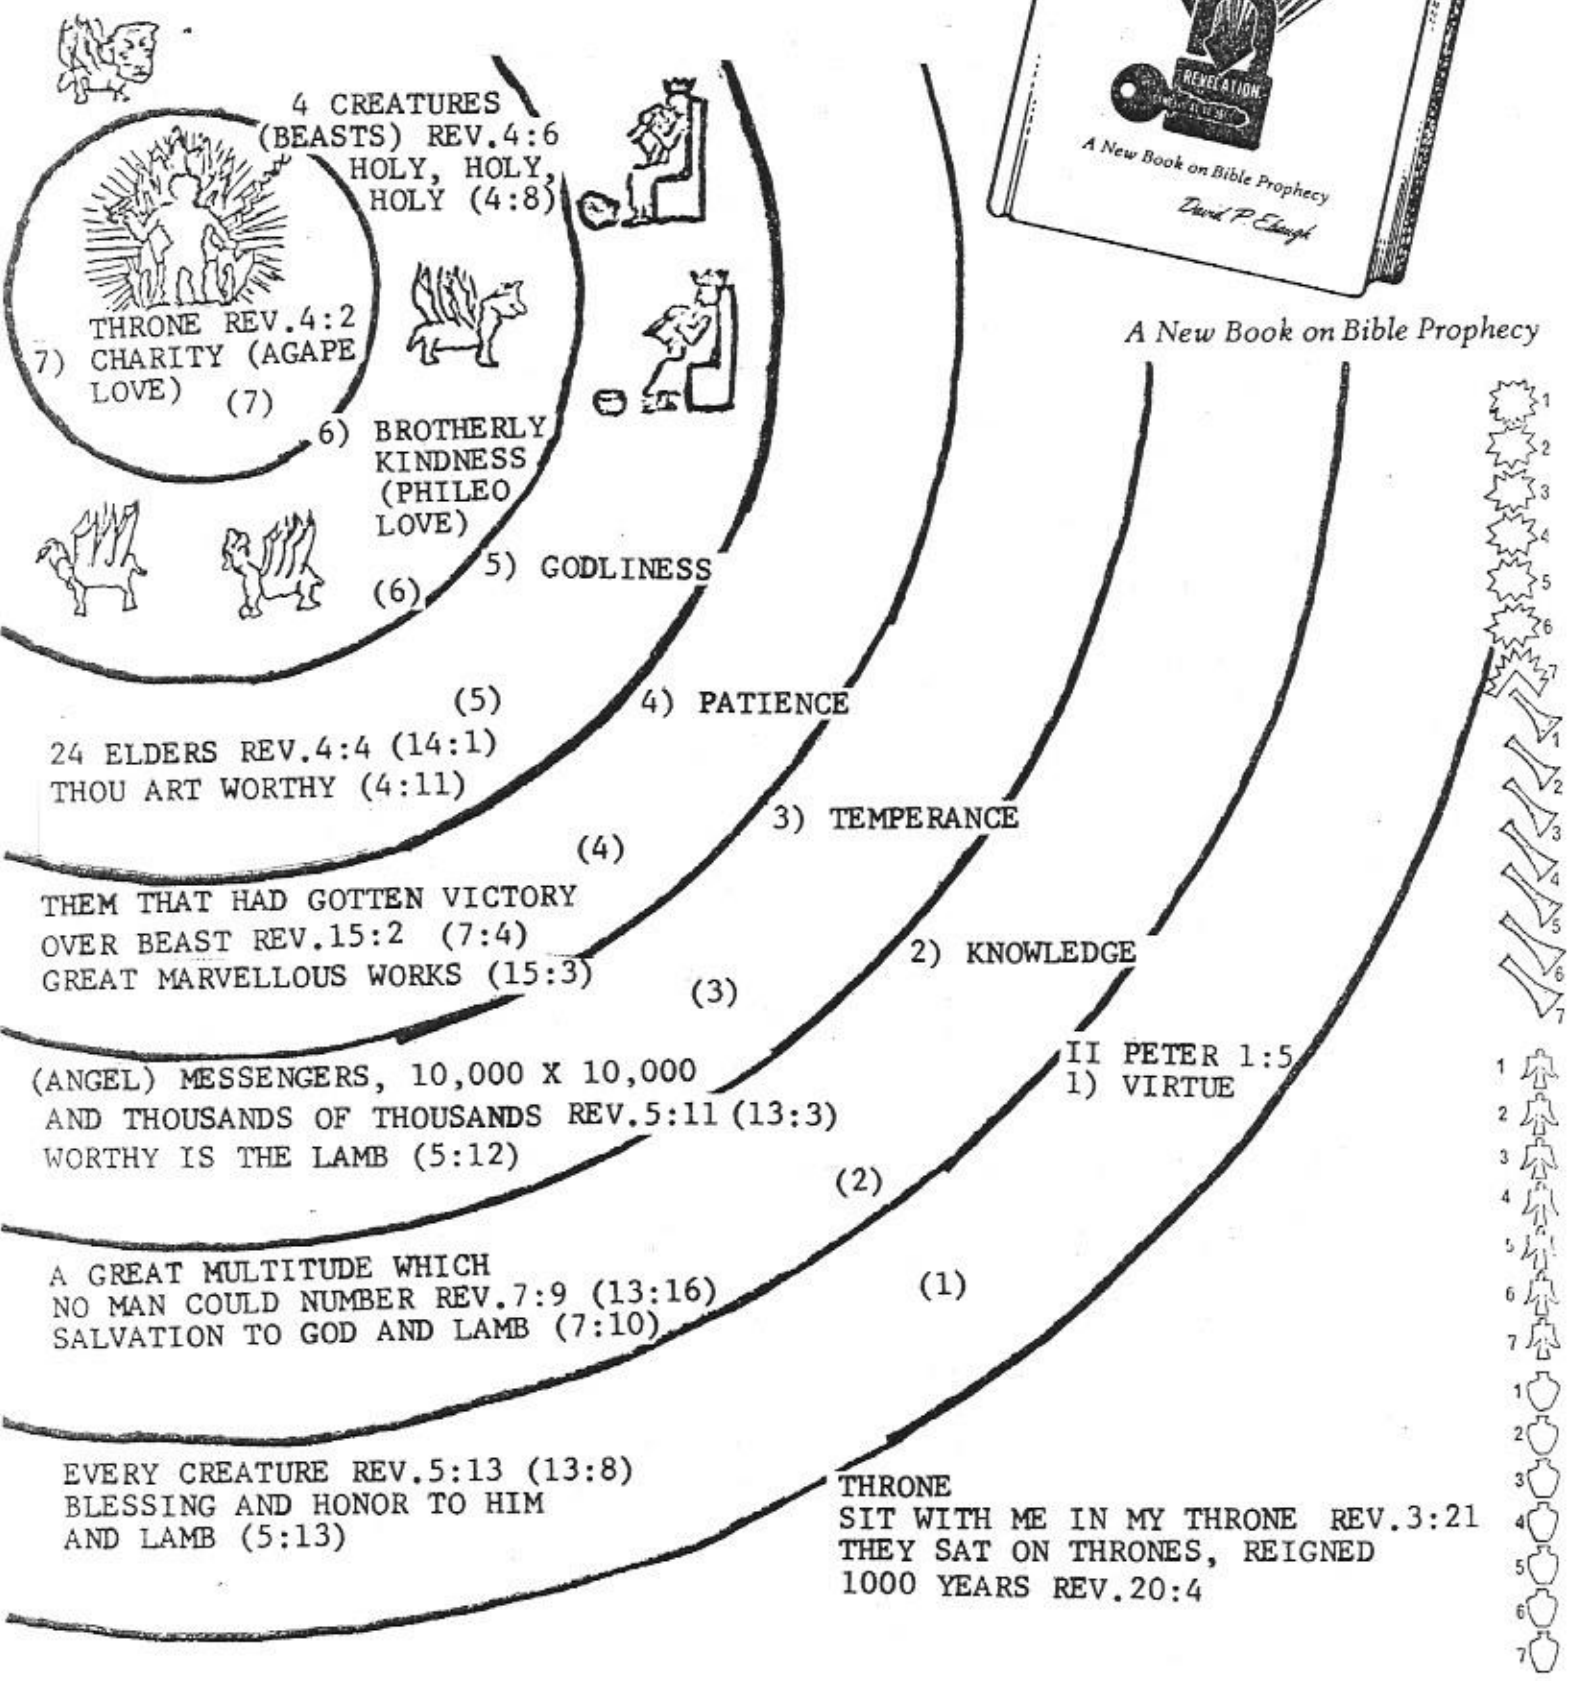 REVELATION
A New Book on Bible Prophecy
David P. Ebaugh
A New Book on Bible Prophecy
4 CREATURES
(BEASTS) REV.4:6
HOLY, HOLY,
HOLY (4:8)
THRONE REV.4:2
7) CHARITY (AGAPE
LOVE)
(7)
6) BROTHERLY
KINDNESS
(PHILEO
LOVE)
(6)
5) GODLINESS
(5)
24 ELDERS REV.4:4 (14:1)
THOU ART WORTHY (4:11)
4) PATIENCE
(4)
THEM THAT HAD GOTTEN VICTORY
OVER BEAST REV.15:2 (7:4)
GREAT MARVELLOUS WORKS (15:3)
3) TEMPERANCE
(3)
(ANGEL) MESSENGERS, 10,000 X 10,000
AND THOUSANDS OF THOUSANDS REV.5:11 (13:3)
WORTHY IS THE LAMB (5:12)
2) KNOWLEDGE
(2)
A GREAT MULTITUDE WHICH
NO MAN COULD NUMBER REV.7:9 (13:16)
SALVATION TO GOD AND LAMB (7:10)
II PETER 1:5
1) VIRTUE
(1)
EVERY CREATURE REV.5:13 (13:8)
BLESSING AND HONOR TO HIM
AND LAMB (5:13)
THRONE
SIT WITH ME IN MY THRONE REV.3:21
THEY SAT ON THRONES, REIGNED
1000 YEARS REV.20:4
1
2
3
4
5
6
7
1
2
3
4
5
6
7
1
2
3
4
5
6
7
1
2
3
4
5
6
7